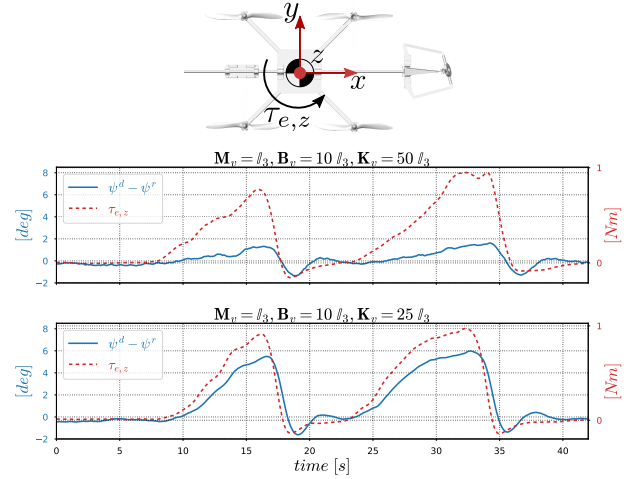 y
z
x
τe,z
Mv = 𝐼3, Bv = 10 𝐼3, Kv = 50 𝐼3
8
6
4
2
0
−2
[deg]
ψd − ψr
τe,z
1
0
[Nm]
Mv = 𝐼3, Bv = 10 𝐼3, Kv = 25 𝐼3
8
6
4
2
0
−2
[deg]
ψd − ψr
τe,z
1
0
[Nm]
0 5 10 15 20 25 30 35 40
time [s]